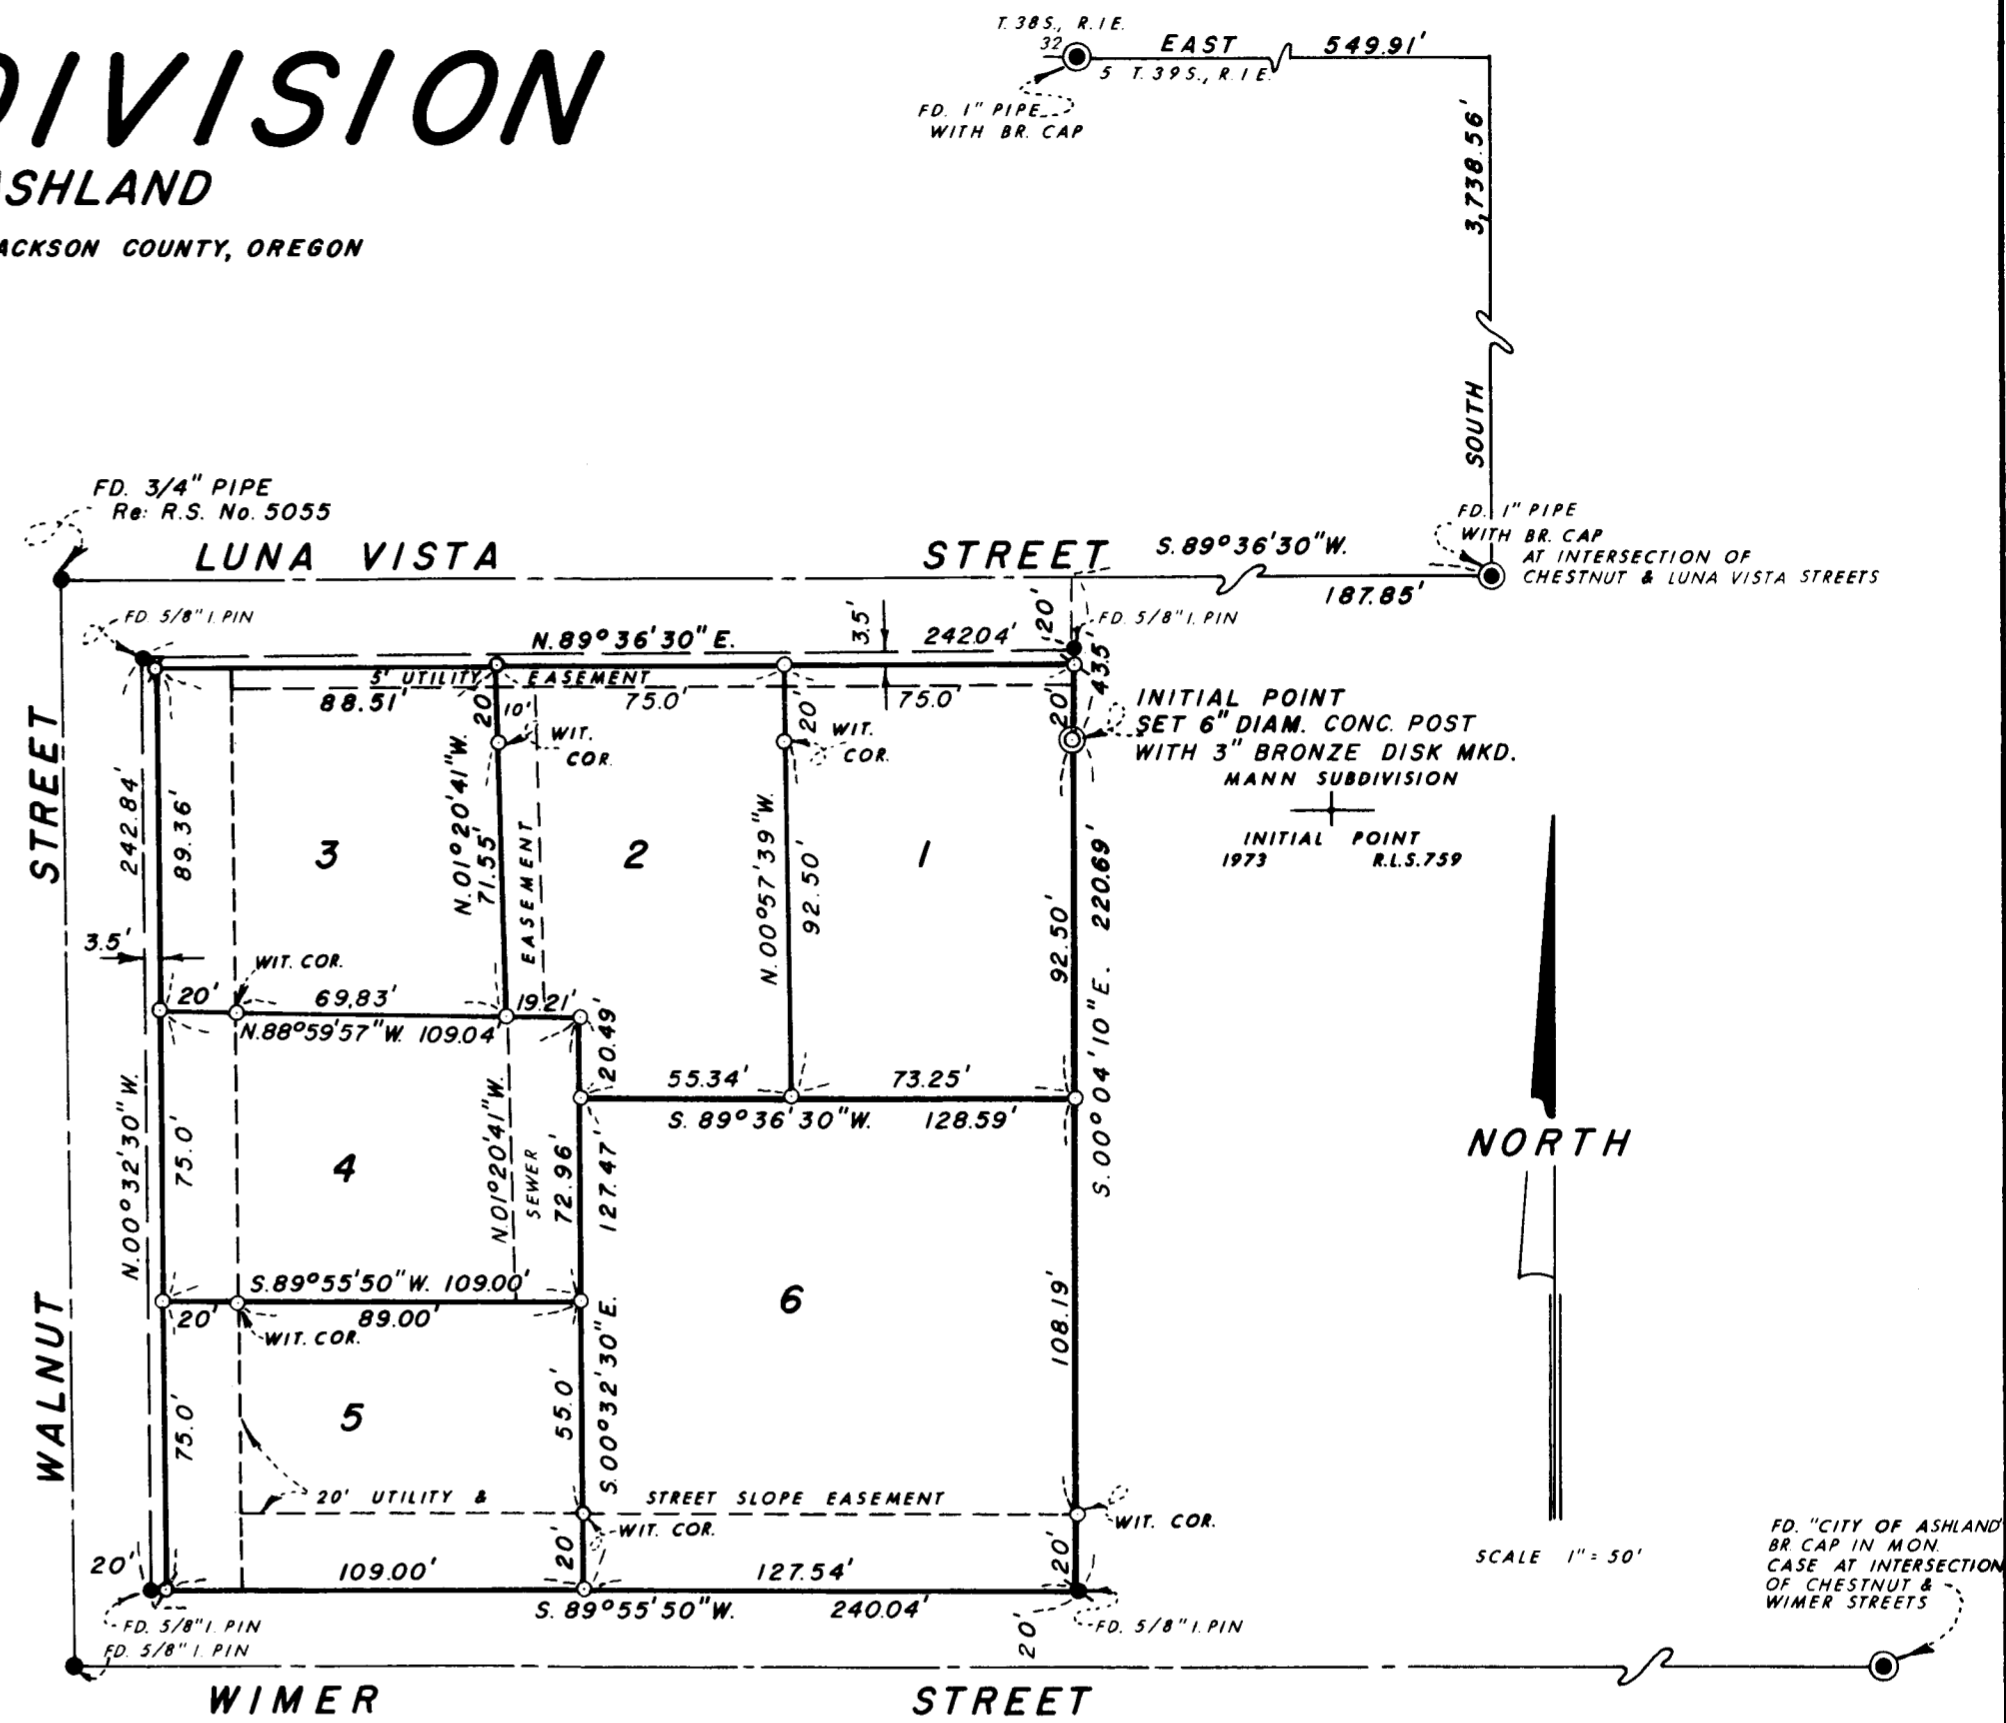 DIVISION
ASHLAND
ACKSON COUNTY, OREGON
T. 38 S., R. 1 E.
32
EAST 549.91'
5 T. 39 S., R. 1 E.
FD. 1" PIPE
WITH BR. CAP
3,738.56'
SOUTH
FD. 1" PIPE
WITH BR. CAP
AT INTERSECTION OF
CHESTNUT & LUNA VISTA STREETS
FD. 3/4" PIPE
Re: R.S. No. 5055
LUNA VISTA STREET
S. 89° 36' 30" W.
187.85'
FD. 5/8" I. PIN
N. 89° 36' 30" E.
3.5'
242.04'
20'
FD. 5/8" I. PIN
43.5
5' UTILITY EASEMENT
88.51'
75.0'
75.0'
20'
10'
WIT.
COR.
20'
WIT.
COR.
20'
INITIAL POINT
SET 6" DIAM. CONC. POST
WITH 3" BRONZE DISK MKD.
MANN SUBDIVISION
INITIAL POINT
1973 R.L.S. 759
WALNUT STREET
242.84'
89.36'
3
N. 01° 20' 41" W.
71.55'
EASEMENT
2
N. 00° 57' 39" W.
92.50'
1
92.50'
220.69'
S. 00° 04' 10" E.
3.5'
WIT. COR.
20'
69.83'
19.21'
N. 88° 59' 57" W. 109.04'
20.49
55.34'
73.25'
S. 89° 36' 30" W. 128.59'
N. 00° 32' 30" W.
75.0'
4
N. 01° 20' 41" W.
SEWER
72.96'
127.47'
NORTH
S. 89° 55' 50" W. 109.00'
20'
89.00'
WIT. COR.
6
108.19'
75.0'
5
55.0'
S. 00° 32' 30" E.
20' UTILITY & STREET SLOPE EASEMENT
WIT. COR.
WIT. COR.
20'
20'
20'
109.00'
127.54'
S. 89° 55' 50" W. 240.04'
FD. 5/8" I. PIN
FD. 5/8" I. PIN
20'
FD. 5/8" I. PIN
SCALE 1" = 50'
FD. "CITY OF ASHLAND
BR CAP IN MON.
CASE AT INTERSECTION
OF CHESTNUT &
WIMER STREETS
WIMER STREET